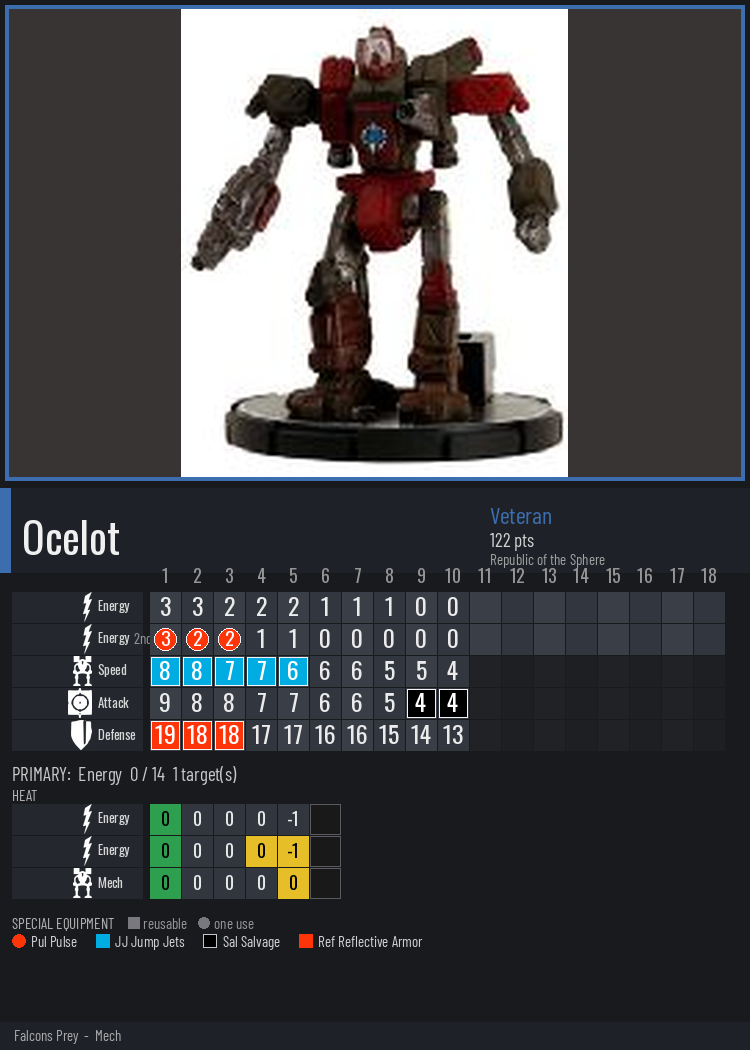 Ocelot
Veteran
122 pts
Republic of the Sphere
1 2 3 4 5 6 7 8 9 10 11 12 13 14 15 16 17 18
Energy 3 3 2 2 2 1 1 1 0 0
Energy 2nd 3 2 2 1 1 0 0 0 0 0
Speed 8 8 7 7 6 6 6 5 5 4
Attack 9 8 8 7 7 6 6 5 4 4
Defense 19 18 18 17 17 16 16 15 14 13
PRIMARY: Energy 0 / 14 1 target(s)
HEAT
Energy 0 0 0 0 -1
Energy 0 0 0 0 -1
Mech 0 0 0 0 0
SPECIAL EQUIPMENT reusable one use
Pul Pulse JJ Jump Jets Sal Salvage Ref Reflective Armor
Falcons Prey - Mech